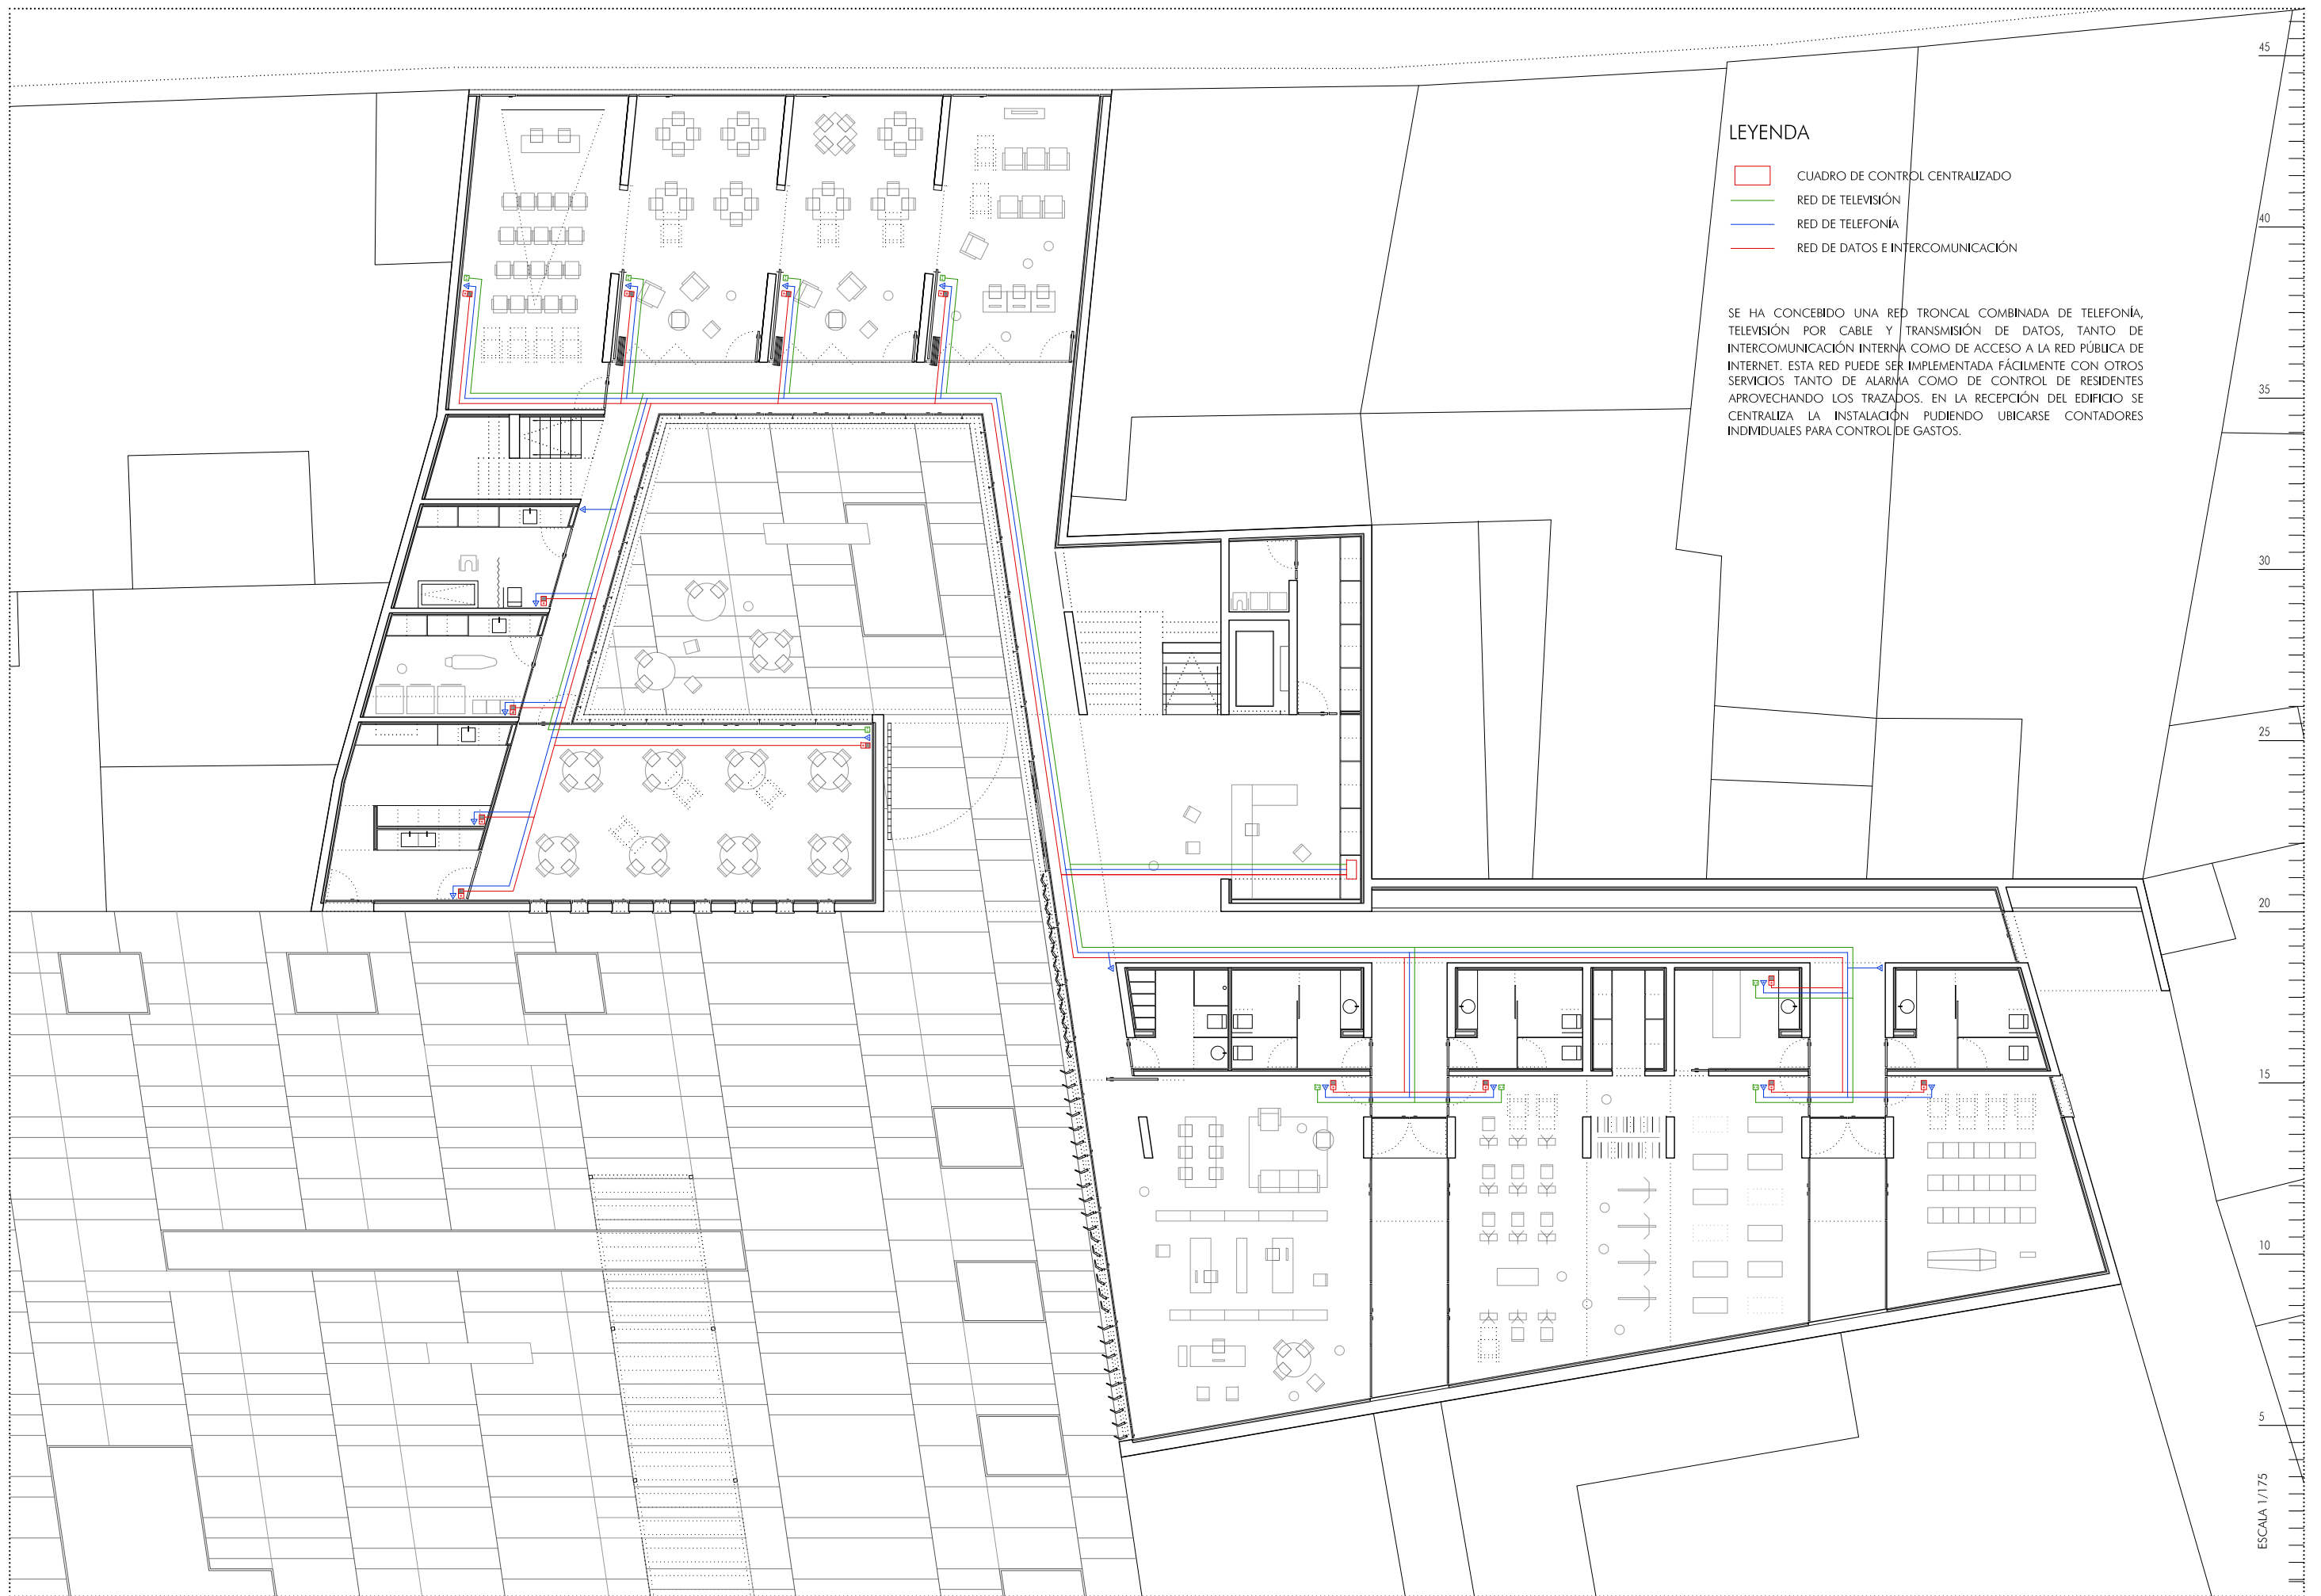 LEYENDA
CUADRO DE CONTROL CENTRALIZADO
RED DE TELEVISIÓN
RED DE TELEFONÍA
RED DE DATOS E INTERCOMUNICACIÓN
SE HA CONCEBIDO UNA RED TRONCAL COMBINADA DE TELEFONÍA,
TELEVISIÓN POR CABLE Y TRANSMISIÓN DE DATOS, TANTO DE
INTERCOMUNICACIÓN INTERNA COMO DE ACCESO A LA RED PÚBLICA DE
INTERNET. ESTA RED PUEDE SER IMPLEMENTADA FÁCILMENTE CON OTROS
SERVICIOS TANTO DE ALARMA COMO DE CONTROL DE RESIDENTES
APROVECHANDO LOS TRAZADOS. EN LA RECEPCIÓN DEL EDIFICIO SE
CENTRALIZA LA INSTALACIÓN PUDIENDO UBICARSE CONTADORES
INDIVIDUALES PARA CONTROL DE GASTOS.
45
40
35
30
25
20
15
10
5
ESCALA 1/175